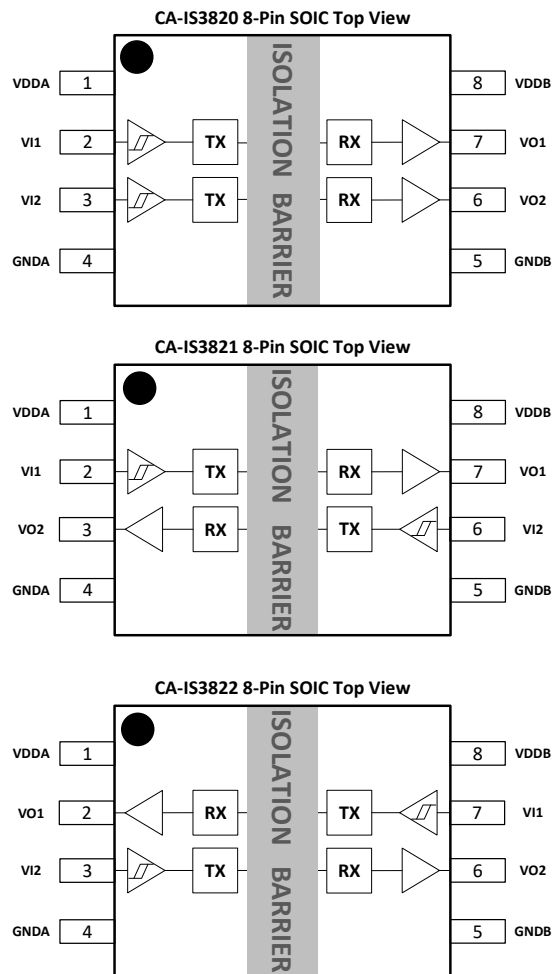 CA-IS3820 8-Pin SOIC Top View
VDDA 1 8 VDDB
VI1 2 TX RX 7 VO1
VI2 3 TX RX 6 VO2
GNDA 4 5 GNDB
ISOLATION BARRIER
CA-IS3821 8-Pin SOIC Top View
VDDA 1 8 VDDB
VI1 2 TX RX 7 VO1
VO2 3 RX TX 6 VI2
GNDA 4 5 GNDB
ISOLATION BARRIER
CA-IS3822 8-Pin SOIC Top View
VDDA 1 8 VDDB
VO1 2 RX TX 7 VI1
VI2 3 TX RX 6 VO2
GNDA 4 5 GNDB
ISOLATION BARRIER